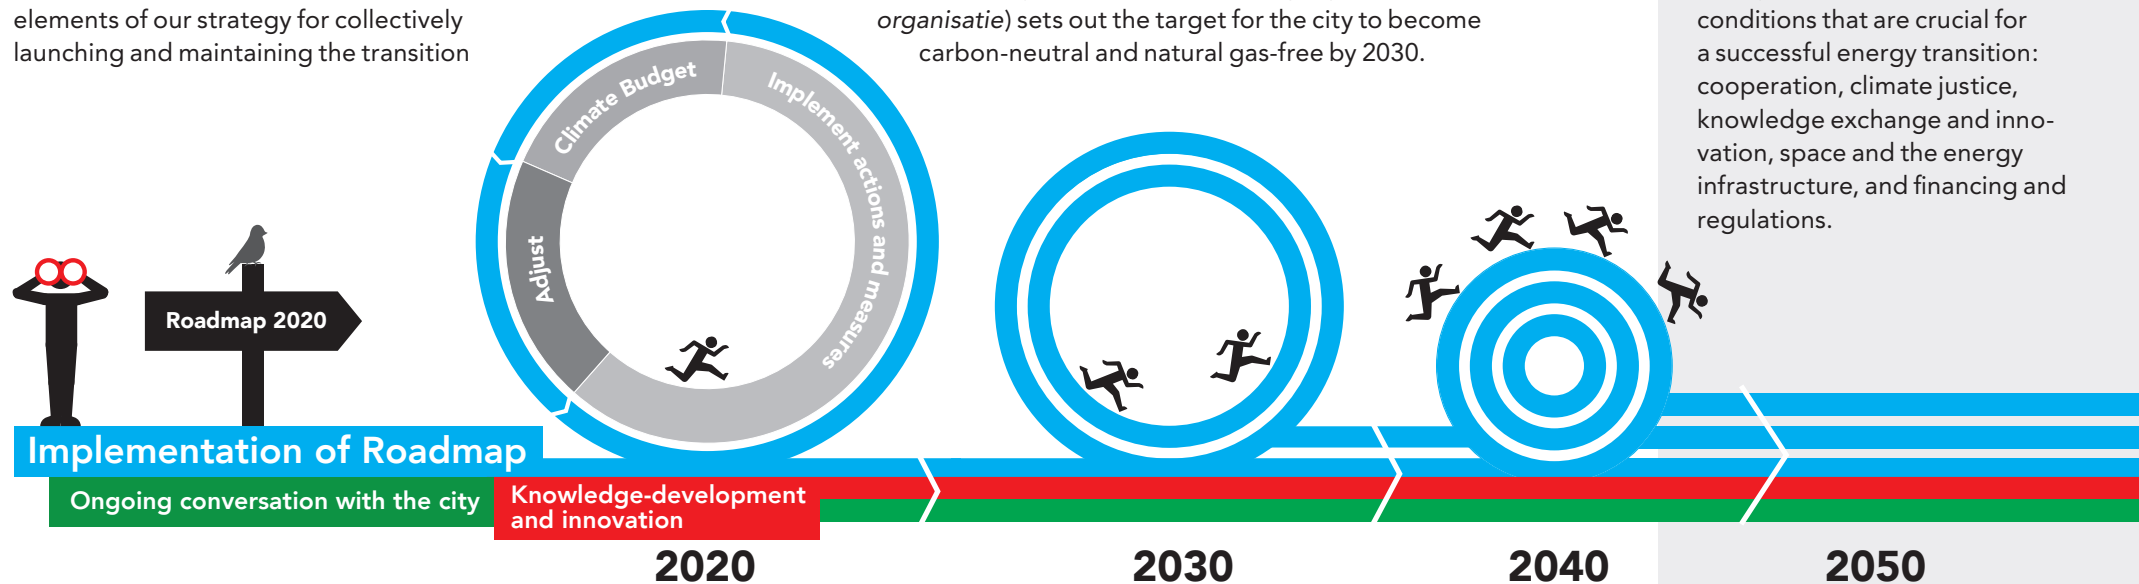 elements of our strategy for collectively
launching and maintaining the transition
organisatie) sets out the target for the city to become
carbon-neutral and natural gas-free by 2030.
conditions that are crucial for
a successful energy transition:
cooperation, climate justice,
knowledge exchange and inno-
vation, space and the energy
infrastructure, and financing and
regulations.
Climate Budget
Implement actions and measures
Adjust
Roadmap 2020
Implementation of Roadmap
Ongoing conversation with the city
Knowledge-development
and innovation
2020
2030
2040
2050